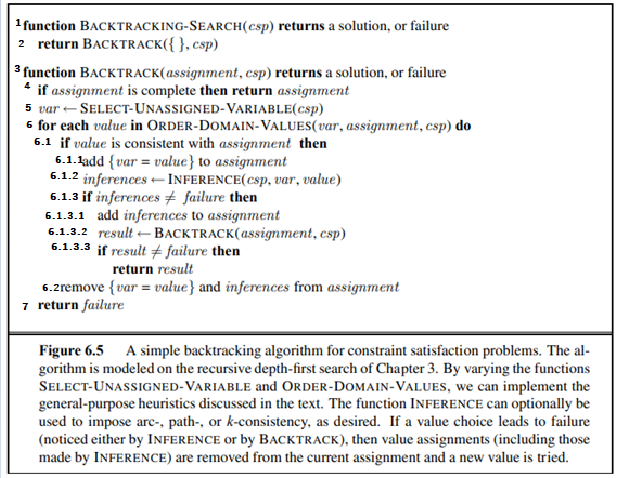 1 function BACKTRACKING-SEARCH(csp) returns a solution, or failure
2 return BACKTRACK({ }, csp)
3 function BACKTRACK(assignment, csp) returns a solution, or failure
4 if assignment is complete then return assignment
5 var ← SELECT-UNASSIGNED-VARIABLE(csp)
6 for each value in ORDER-DOMAIN-VALUES(var, assignment, csp) do
6.1 if value is consistent with assignment then
6.1.1 add {var = value} to assignment
6.1.2 inferences ← INFERENCE(csp, var, value)
6.1.3 if inferences ≠ failure then
6.1.3.1 add inferences to assignment
6.1.3.2 result ← BACKTRACK(assignment, csp)
6.1.3.3 if result ≠ failure then
return result
6.2 remove {var = value} and inferences from assignment
7 return failure
Figure 6.5 A simple backtracking algorithm for constraint satisfaction problems. The al-
gorithm is modeled on the recursive depth-first search of Chapter 3. By varying the functions
SELECT-UNASSIGNED-VARIABLE and ORDER-DOMAIN-VALUES, we can implement the
general-purpose heuristics discussed in the text. The function INFERENCE can optionally be
used to impose arc-, path-, or k-consistency, as desired. If a value choice leads to failure
(noticed either by INFERENCE or by BACKTRACK), then value assignments (including those
made by INFERENCE) are removed from the current assignment and a new value is tried.